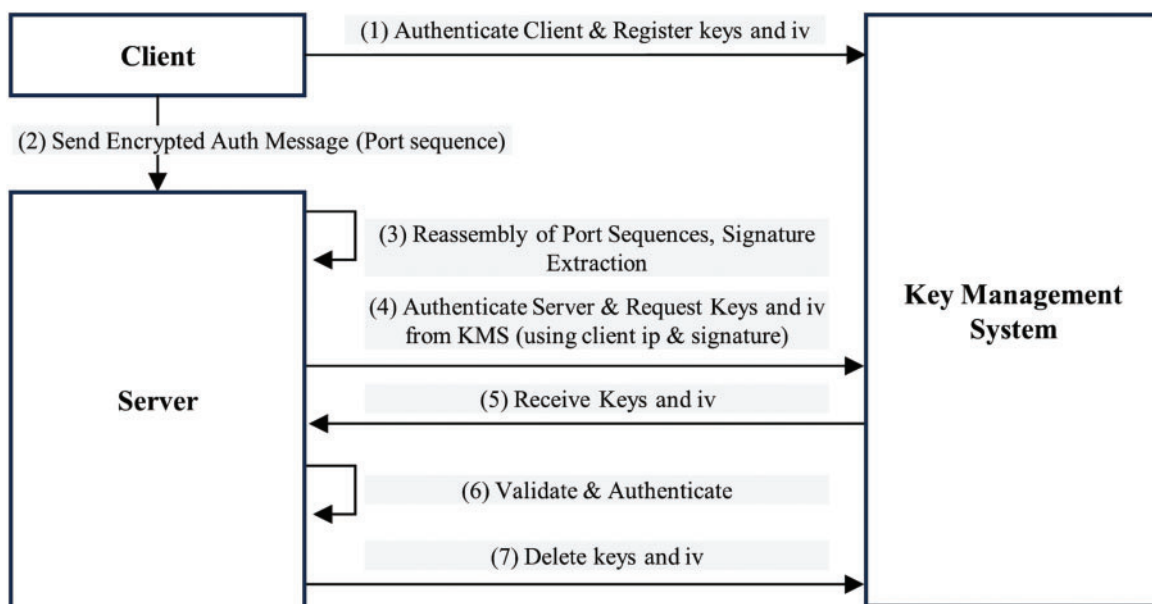 (1) Authenticate Client & Register keys and iv
Client
(2) Send Encrypted Auth Message (Port sequence)
(3) Reassembly of Port Sequences, Signature
Extraction
(4) Authenticate Server & Request Keys and iv
from KMS (using client ip & signature)
Key Management
System
Server
(5) Receive Keys and iv
(6) Validate & Authenticate
(7) Delete keys and iv